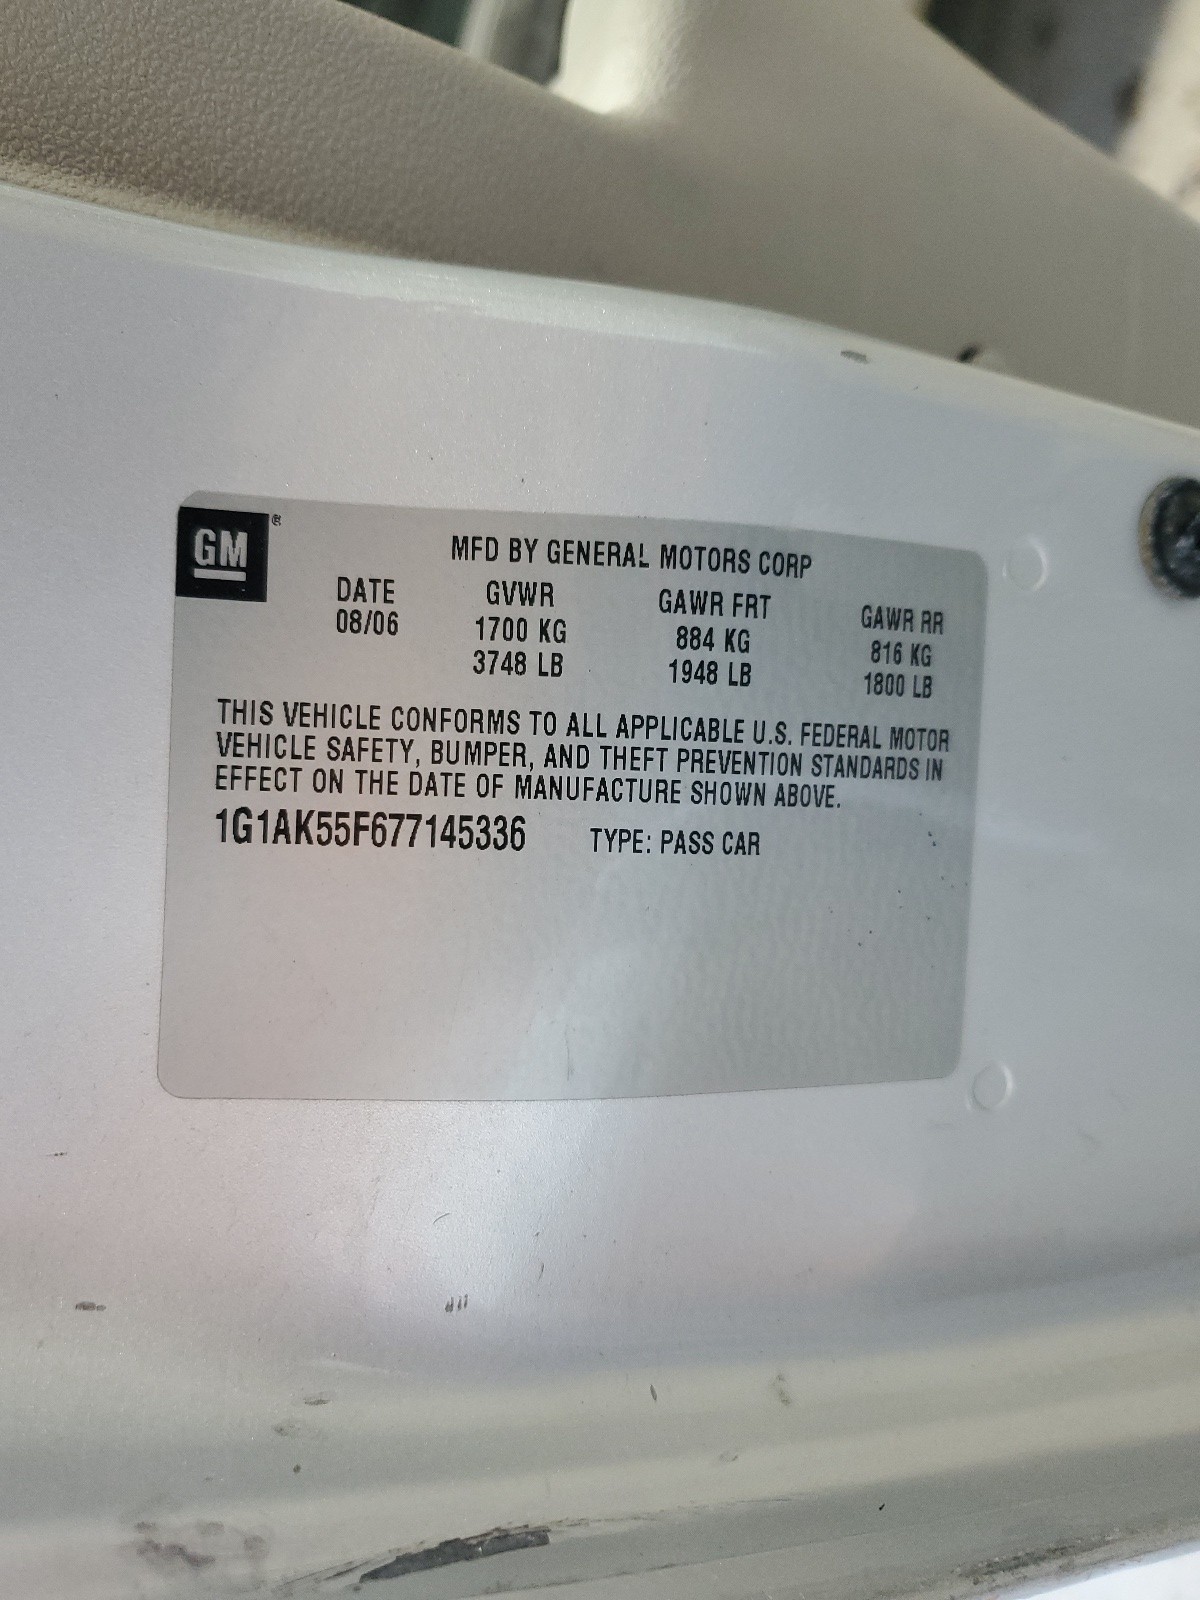 GM®
MFD BY GENERAL MOTORS CORP
DATE GVWR GAWR FRT GAWR RR
08/06 1700 KG 884 KG 816 KG
3748 LB 1948 LB 1800 LB
THIS VEHICLE CONFORMS TO ALL APPLICABLE U.S. FEDERAL MOTOR
VEHICLE SAFETY, BUMPER, AND THEFT PREVENTION STANDARDS IN
EFFECT ON THE DATE OF MANUFACTURE SHOWN ABOVE.
1G1AK55F677145336 TYPE: PASS CAR